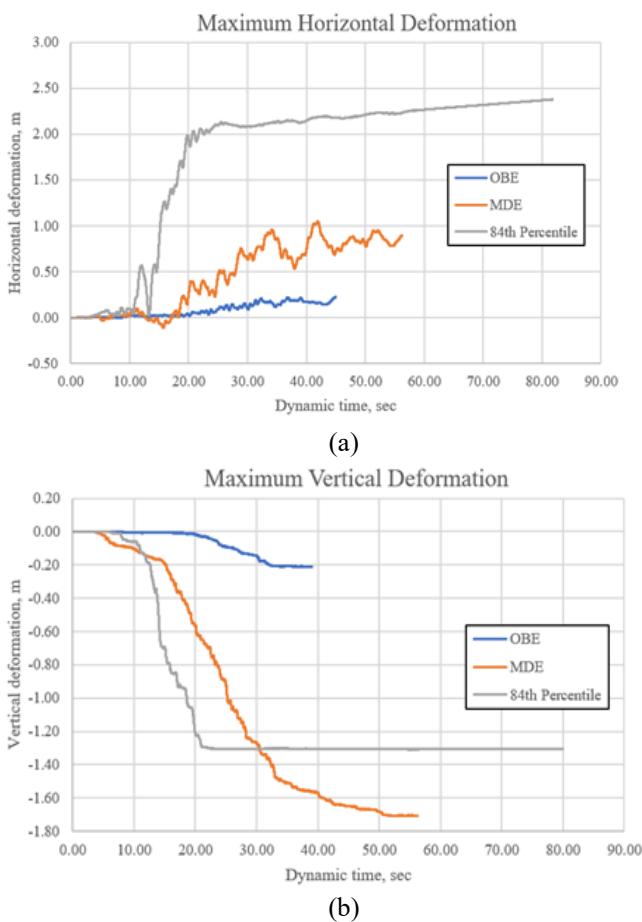 Maximum Horizontal Deformation
3.00
2.50
2.00
1.50
1.00
0.50
0.00
-0.50
Horizontal deformation, m
OBE
MDE
84th Percentile
0.00 10.00 20.00 30.00 40.00 50.00 60.00 70.00 80.00 90.00
Dynamic time, sec
(a)
Maximum Vertical Deformation
0.20
0.00
-0.20
-0.40
-0.60
-0.80
-1.00
-1.20
-1.40
-1.60
-1.80
Vertical deformation, m
OBE
MDE
84th Percentile
0.00 10.00 20.00 30.00 40.00 50.00 60.00 70.00 80.00 90.00
Dynamic time, sec
(b)